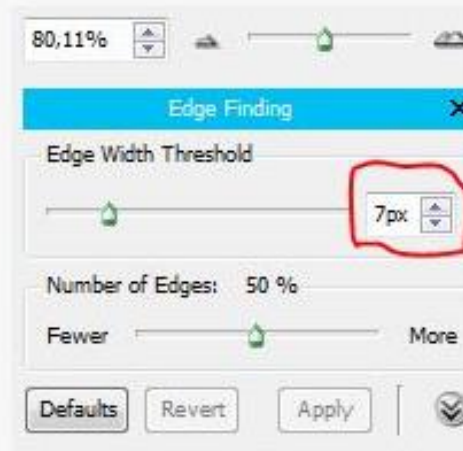 80,11%
Edge Finding
Edge Width Threshold
7px
Number of Edges: 50 %
Fewer More
Defaults Revert Apply